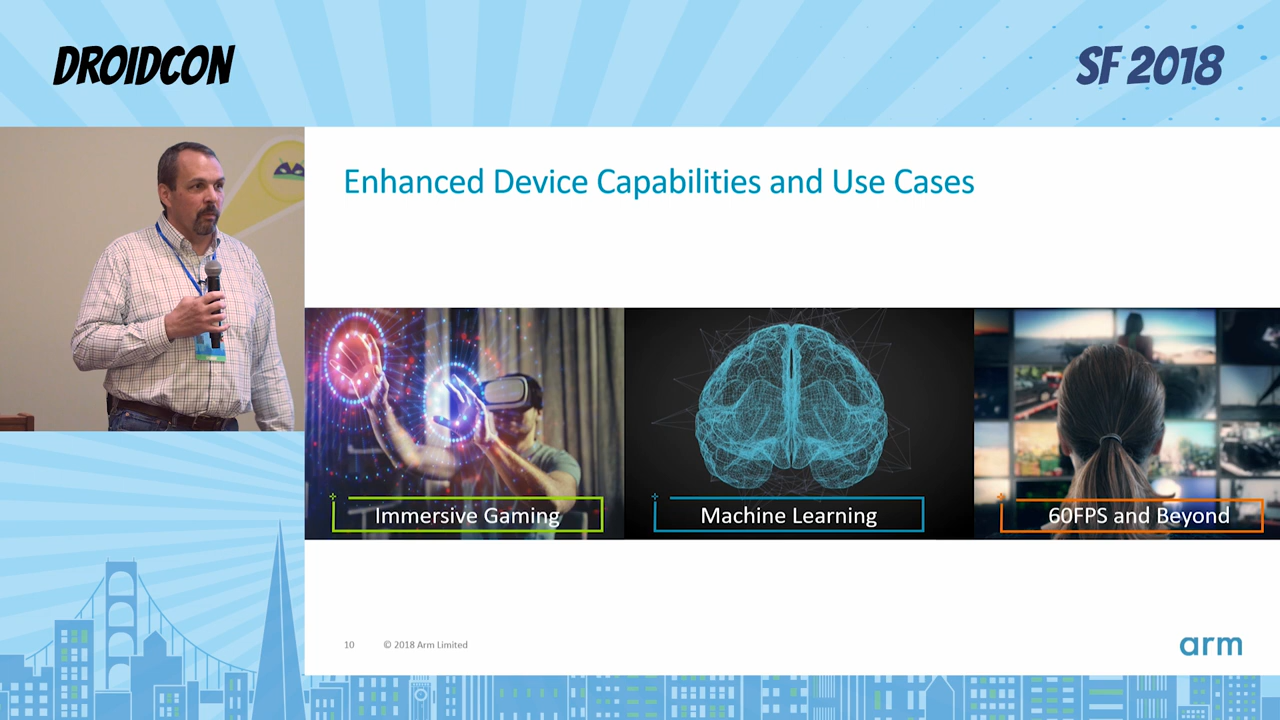 DROIDCON
SF 2018
Enhanced Device Capabilities and Use Cases
Immersive Gaming
Machine Learning
60FPS and Beyond
10
© 2018 Arm Limited
arm